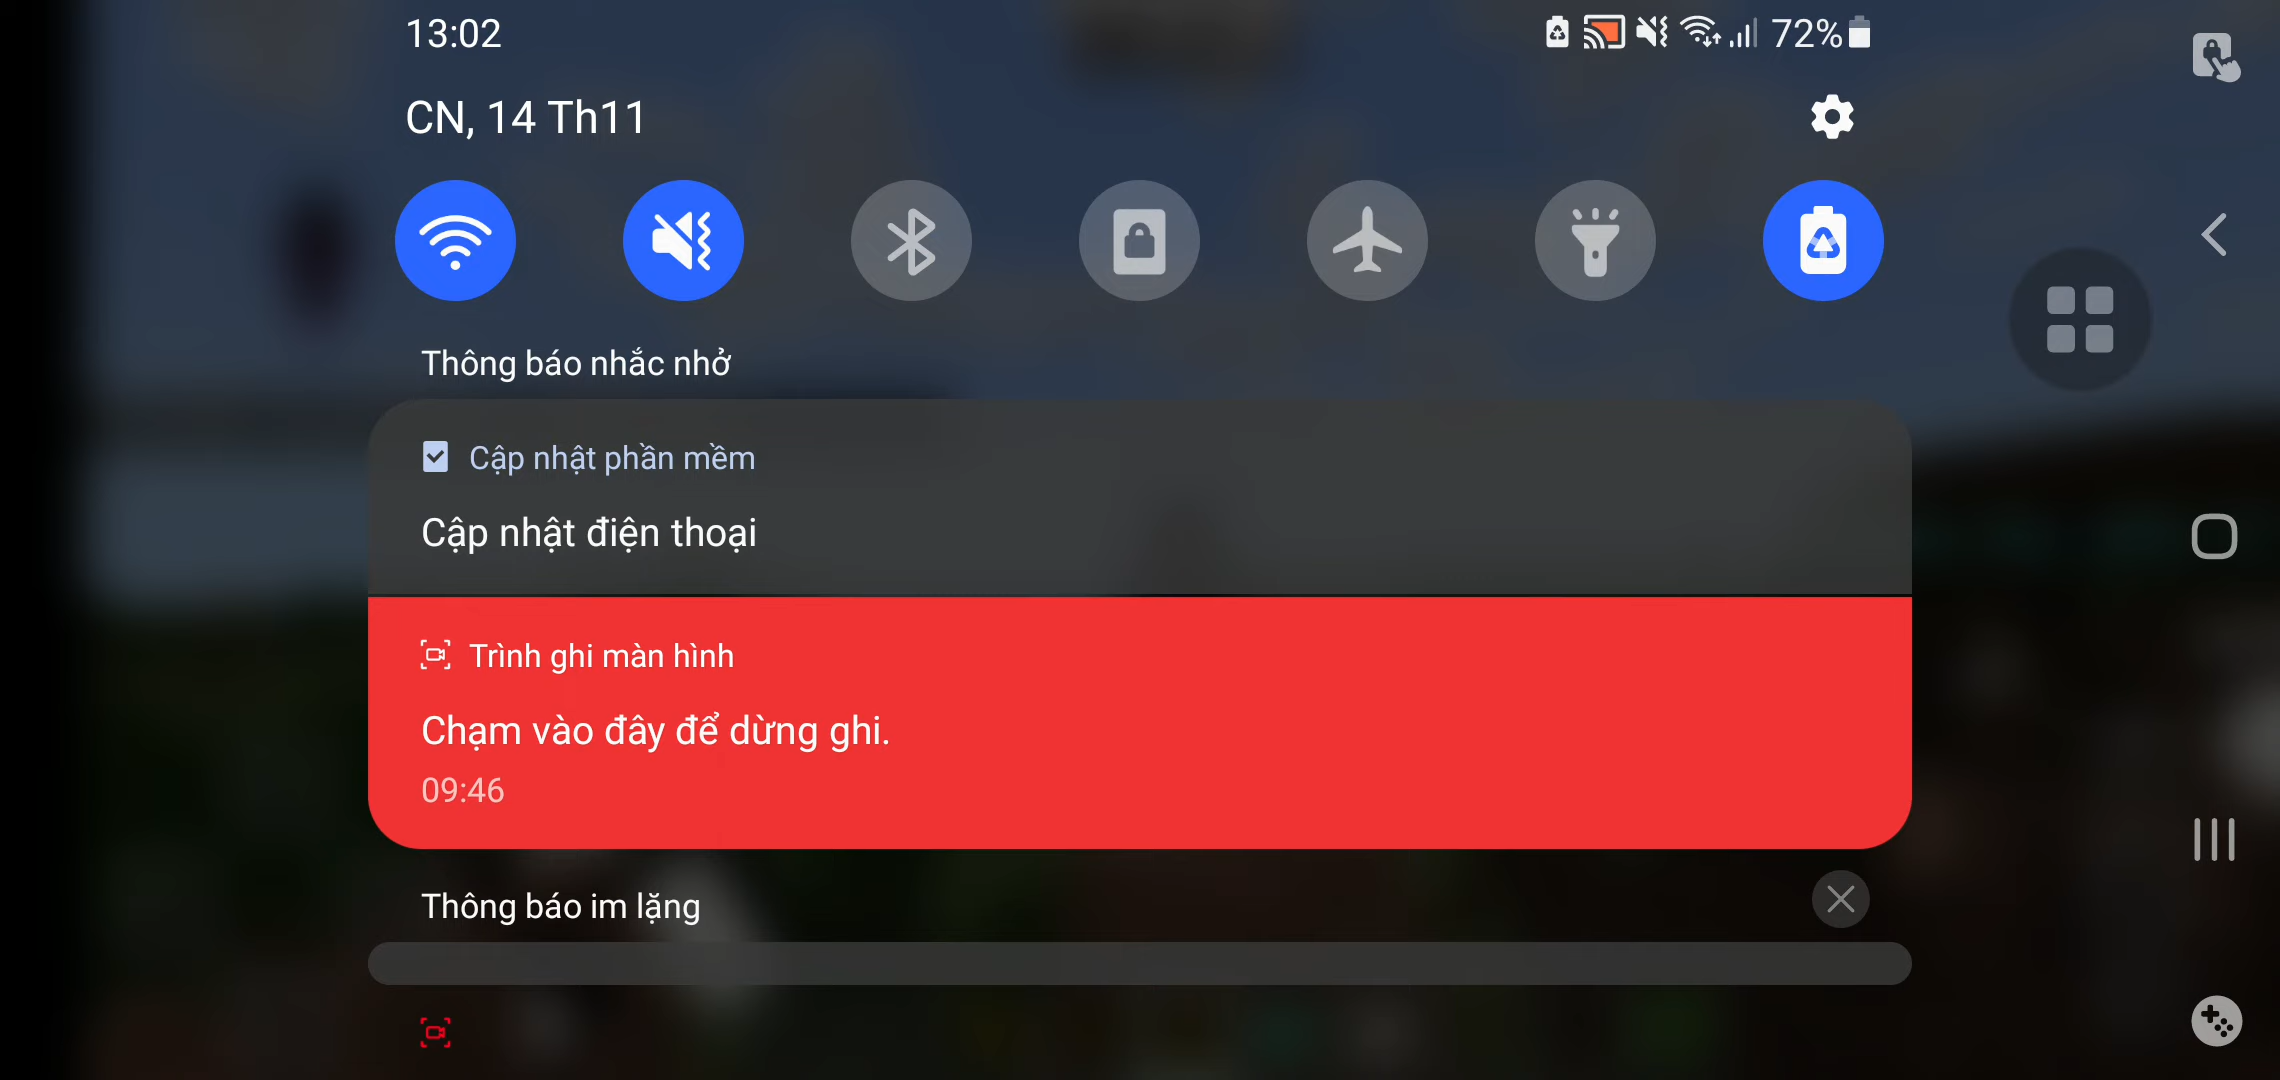 13:02
72%
CN, 14 Th11
Thông báo nhắc nhở
Cập nhật phần mềm
Cập nhật điện thoại
Trình ghi màn hình
Chạm vào đây để dừng ghi.
09:46
Thông báo im lặng